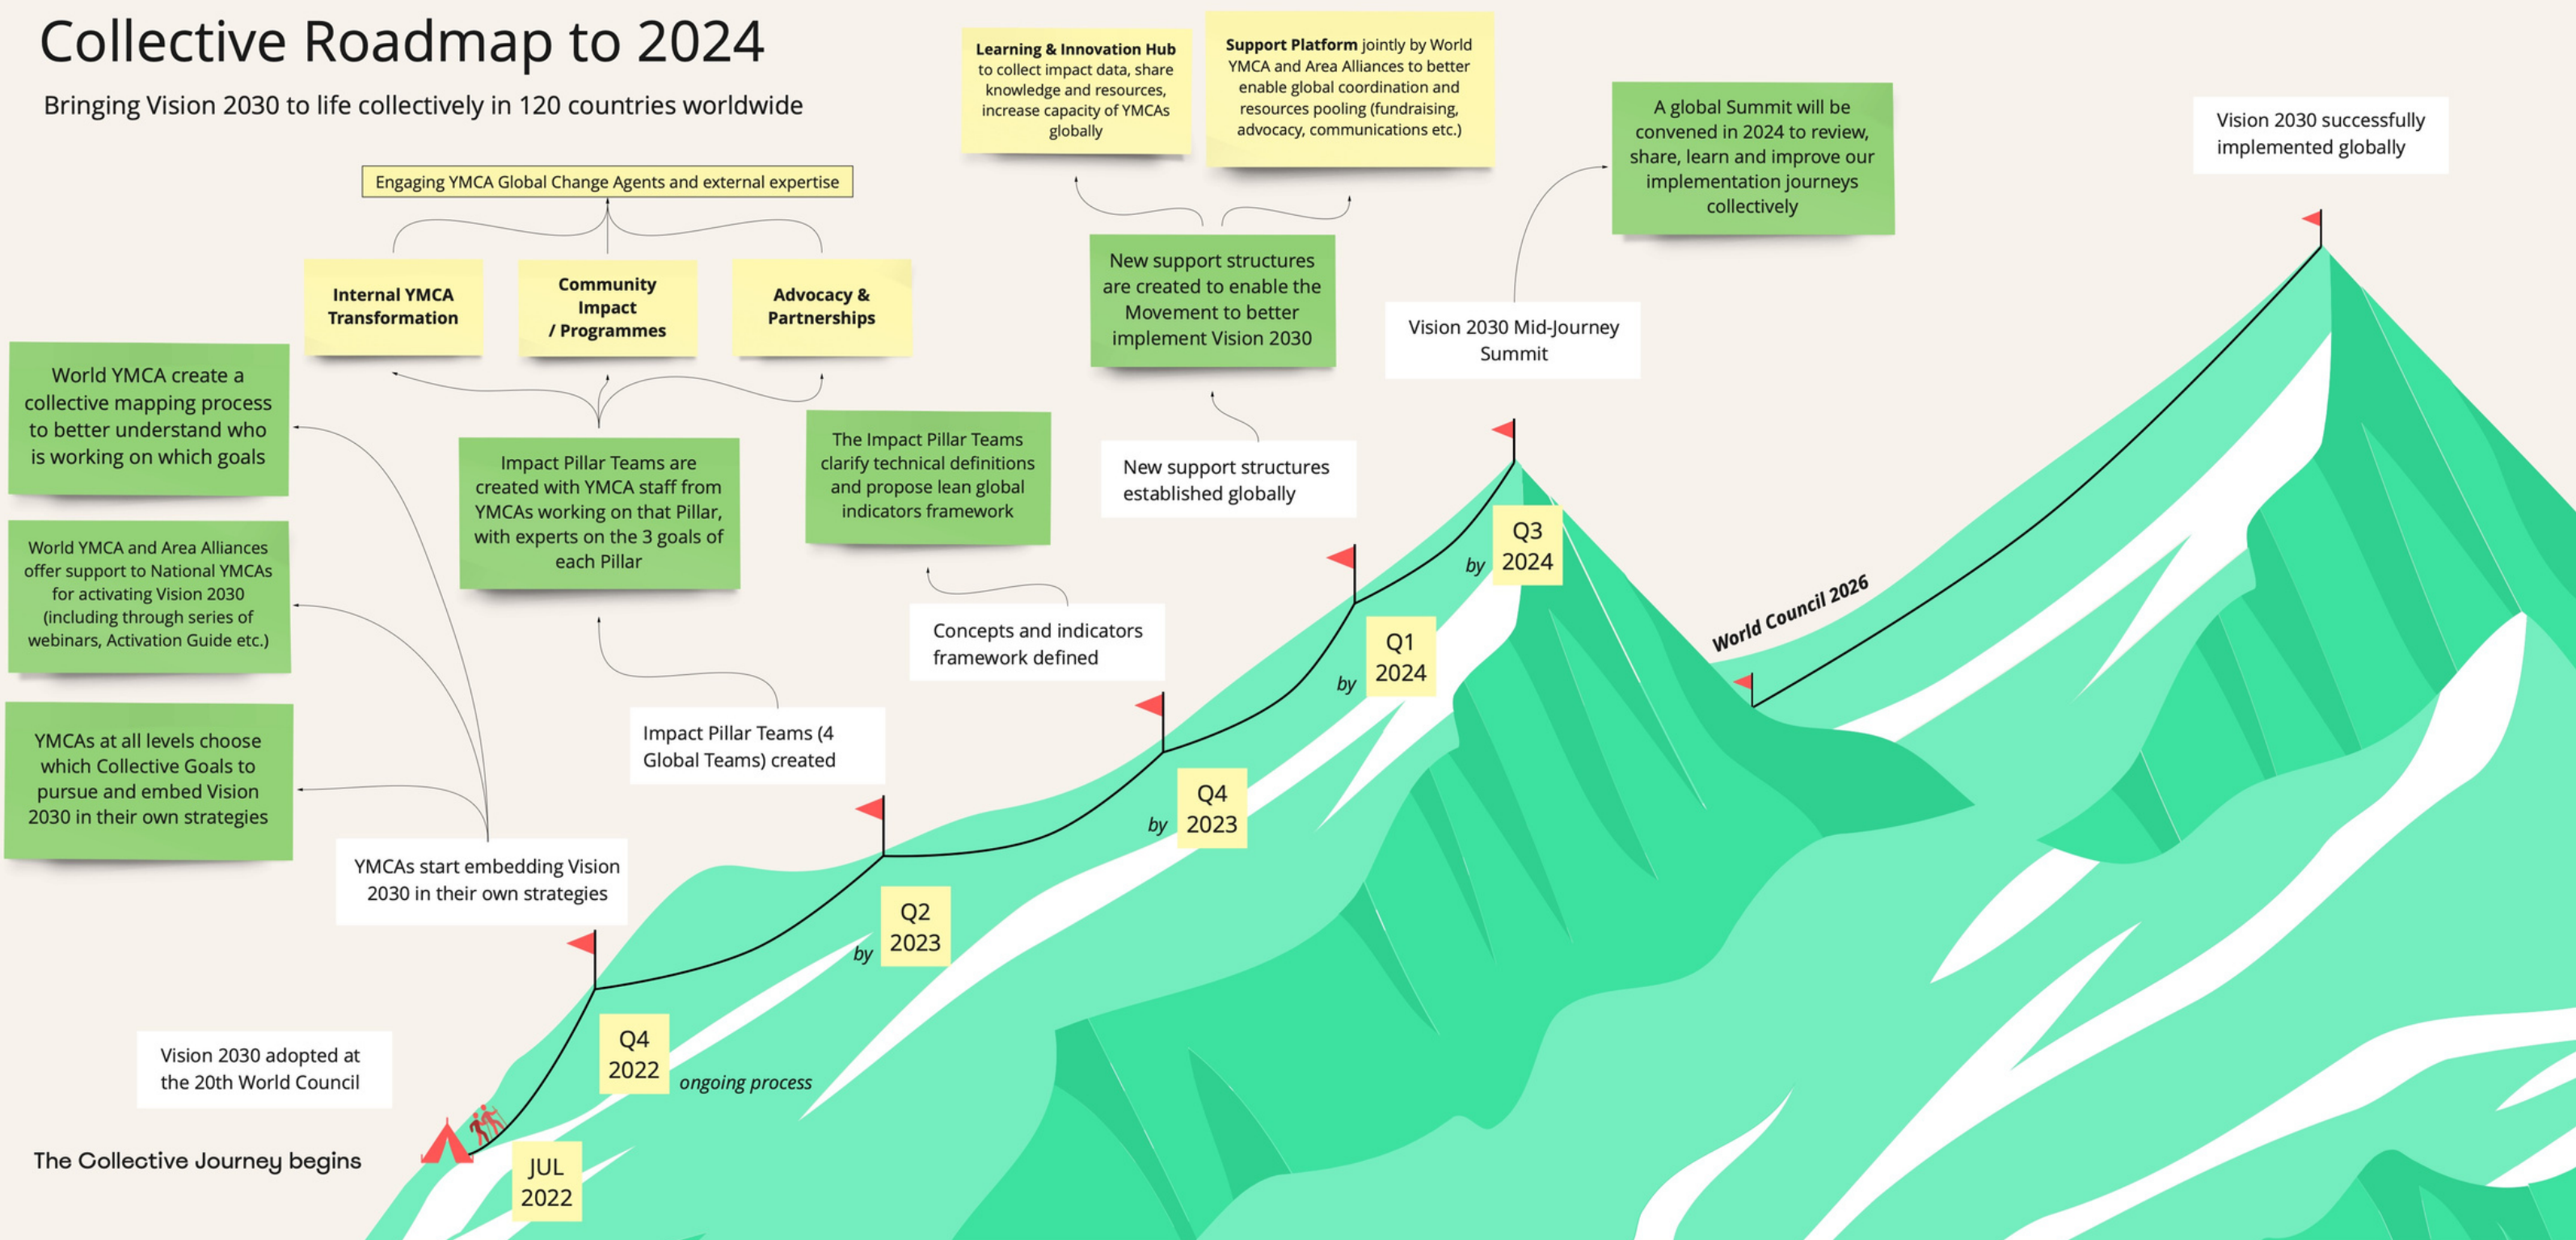 Collective Roadmap to 2024
Bringing Vision 2030 to life collectively in 120 countries worldwide
Engaging YMCA Global Change Agents and external expertise
Internal YMCA
Transformation
Community
Impact
/ Programmes
Advocacy &
Partnerships
World YMCA create a
collective mapping process
to better understand who
is working on which goals
World YMCA and Area Alliances
offer support to National YMCAs
for activating Vision 2030
(including through series of
webinars, Activation Guide etc.)
YMCAs at all levels choose
which Collective Goals to
pursue and embed Vision
2030 in their own strategies
Impact Pillar Teams are
created with YMCA staff from
YMCAs working on that Pillar,
with experts on the 3 goals of
each Pillar
The Impact Pillar Teams
clarify technical definitions
and propose lean global
indicators framework
Learning & Innovation Hub
to collect impact data, share
knowledge and resources,
increase capacity of YMCAs
globally
Support Platform jointly by World
YMCA and Area Alliances to better
enable global coordination and
resources pooling (fundraising,
advocacy, communications etc.)
New support structures
are created to enable the
Movement to better
implement Vision 2030
A global Summit will be
convened in 2024 to review,
share, learn and improve our
implementation journeys
collectively
Vision 2030 Mid-Journey
Summit
New support structures
established globally
Concepts and indicators
framework defined
Impact Pillar Teams (4
Global Teams) created
YMCAs start embedding Vision
2030 in their own strategies
Vision 2030 adopted at
the 20th World Council
The Collective Journey begins
JUL
2022
Q4
2022
ongoing process
by
Q2
2023
by
Q4
2023
by
Q1
2024
by
Q3
2024
World Council 2026
Vision 2030 successfully
implemented globally